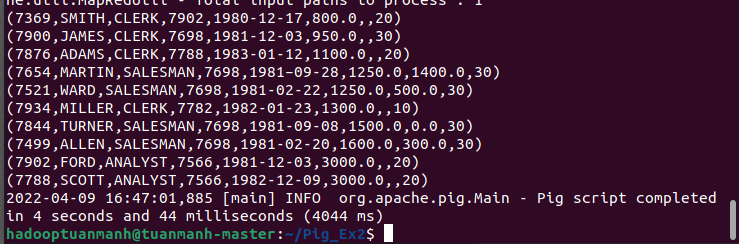 ne.util.MapRedUtil - Total input paths to process : 1
(7369,SMITH,CLERK,7902,1980-12-17,800.0,,20)
(7900,JAMES,CLERK,7698,1981-12-03,950.0,,30)
(7876,ADAMS,CLERK,7788,1983-01-12,1100.0,,20)
(7654,MARTIN,SALESMAN,7698,1981-09-28,1250.0,1400.0,30)
(7521,WARD,SALESMAN,7698,1981-02-22,1250.0,500.0,30)
(7934,MILLER,CLERK,7782,1982-01-23,1300.0,,10)
(7844,TURNER,SALESMAN,7698,1981-09-08,1500.0,0.0,30)
(7499,ALLEN,SALESMAN,7698,1981-02-20,1600.0,300.0,30)
(7902,FORD,ANALYST,7566,1981-12-03,3000.0,,20)
(7788,SCOTT,ANALYST,7566,1982-12-09,3000.0,,20)
2022-04-09 16:47:01,885 [main] INFO  org.apache.pig.Main - Pig script completed
in 4 seconds and 44 milliseconds (4044 ms)
hadooptuanmanh@tuanmanh-master:~/Pig_Ex2$